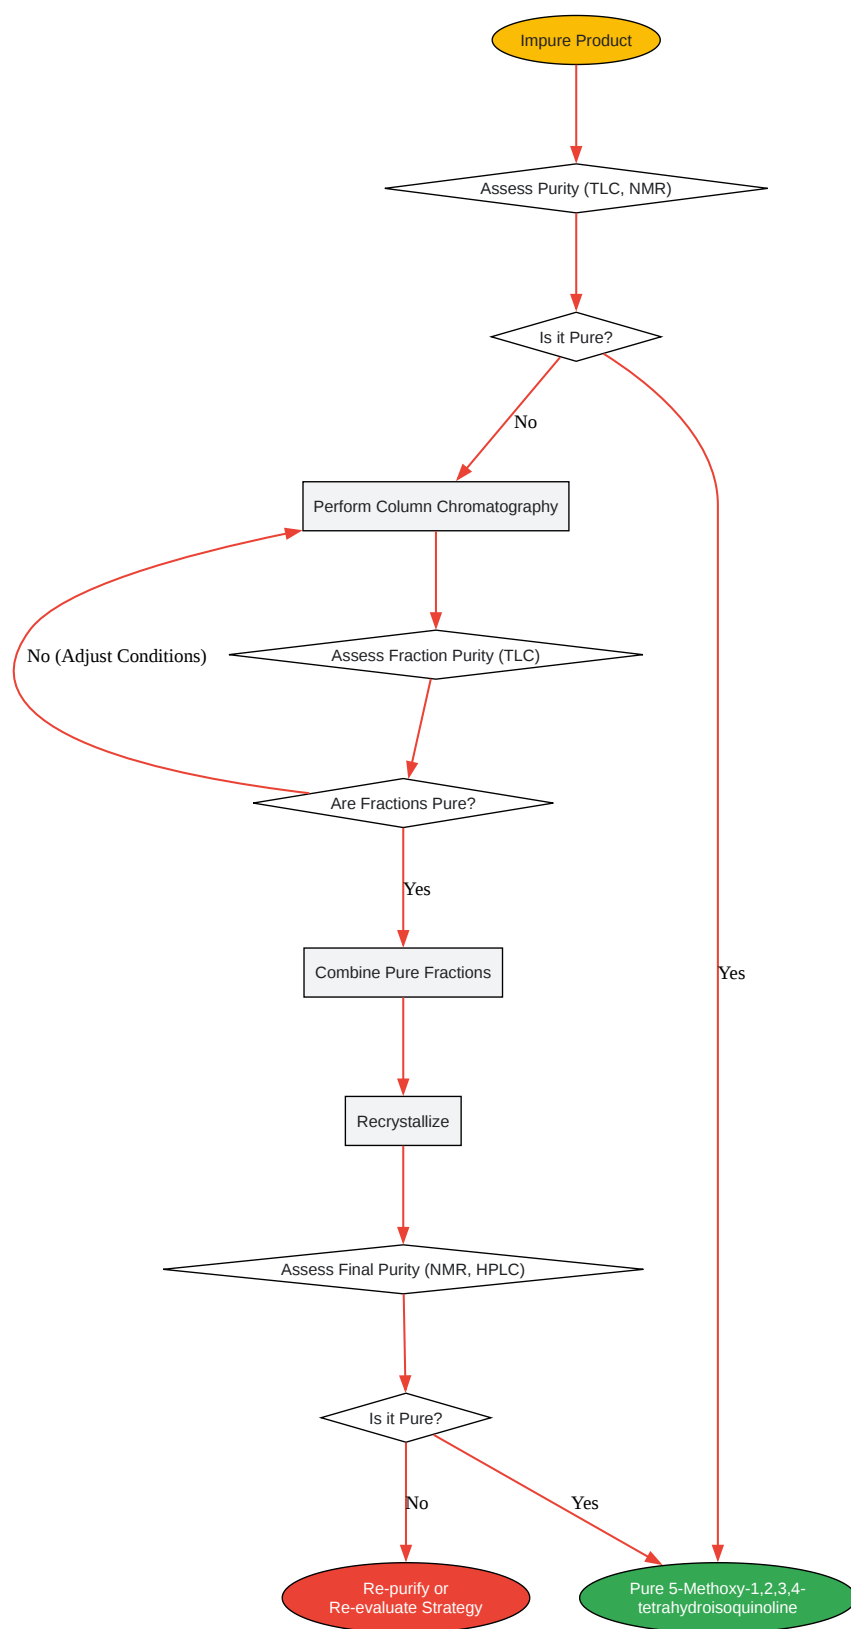 Impure Product
Assess Purity (TLC, NMR)
Is it Pure?
No
Perform Column Chromatography
No (Adjust Conditions)
Assess Fraction Purity (TLC)
Are Fractions Pure?
Yes
Combine Pure Fractions
Yes
Recrystallize
Assess Final Purity (NMR, HPLC)
Is it Pure?
No
Yes
Re-purify or
Re-evaluate Strategy
Pure 5-Methoxy-1,2,3,4-
tetrahydroisoquinoline